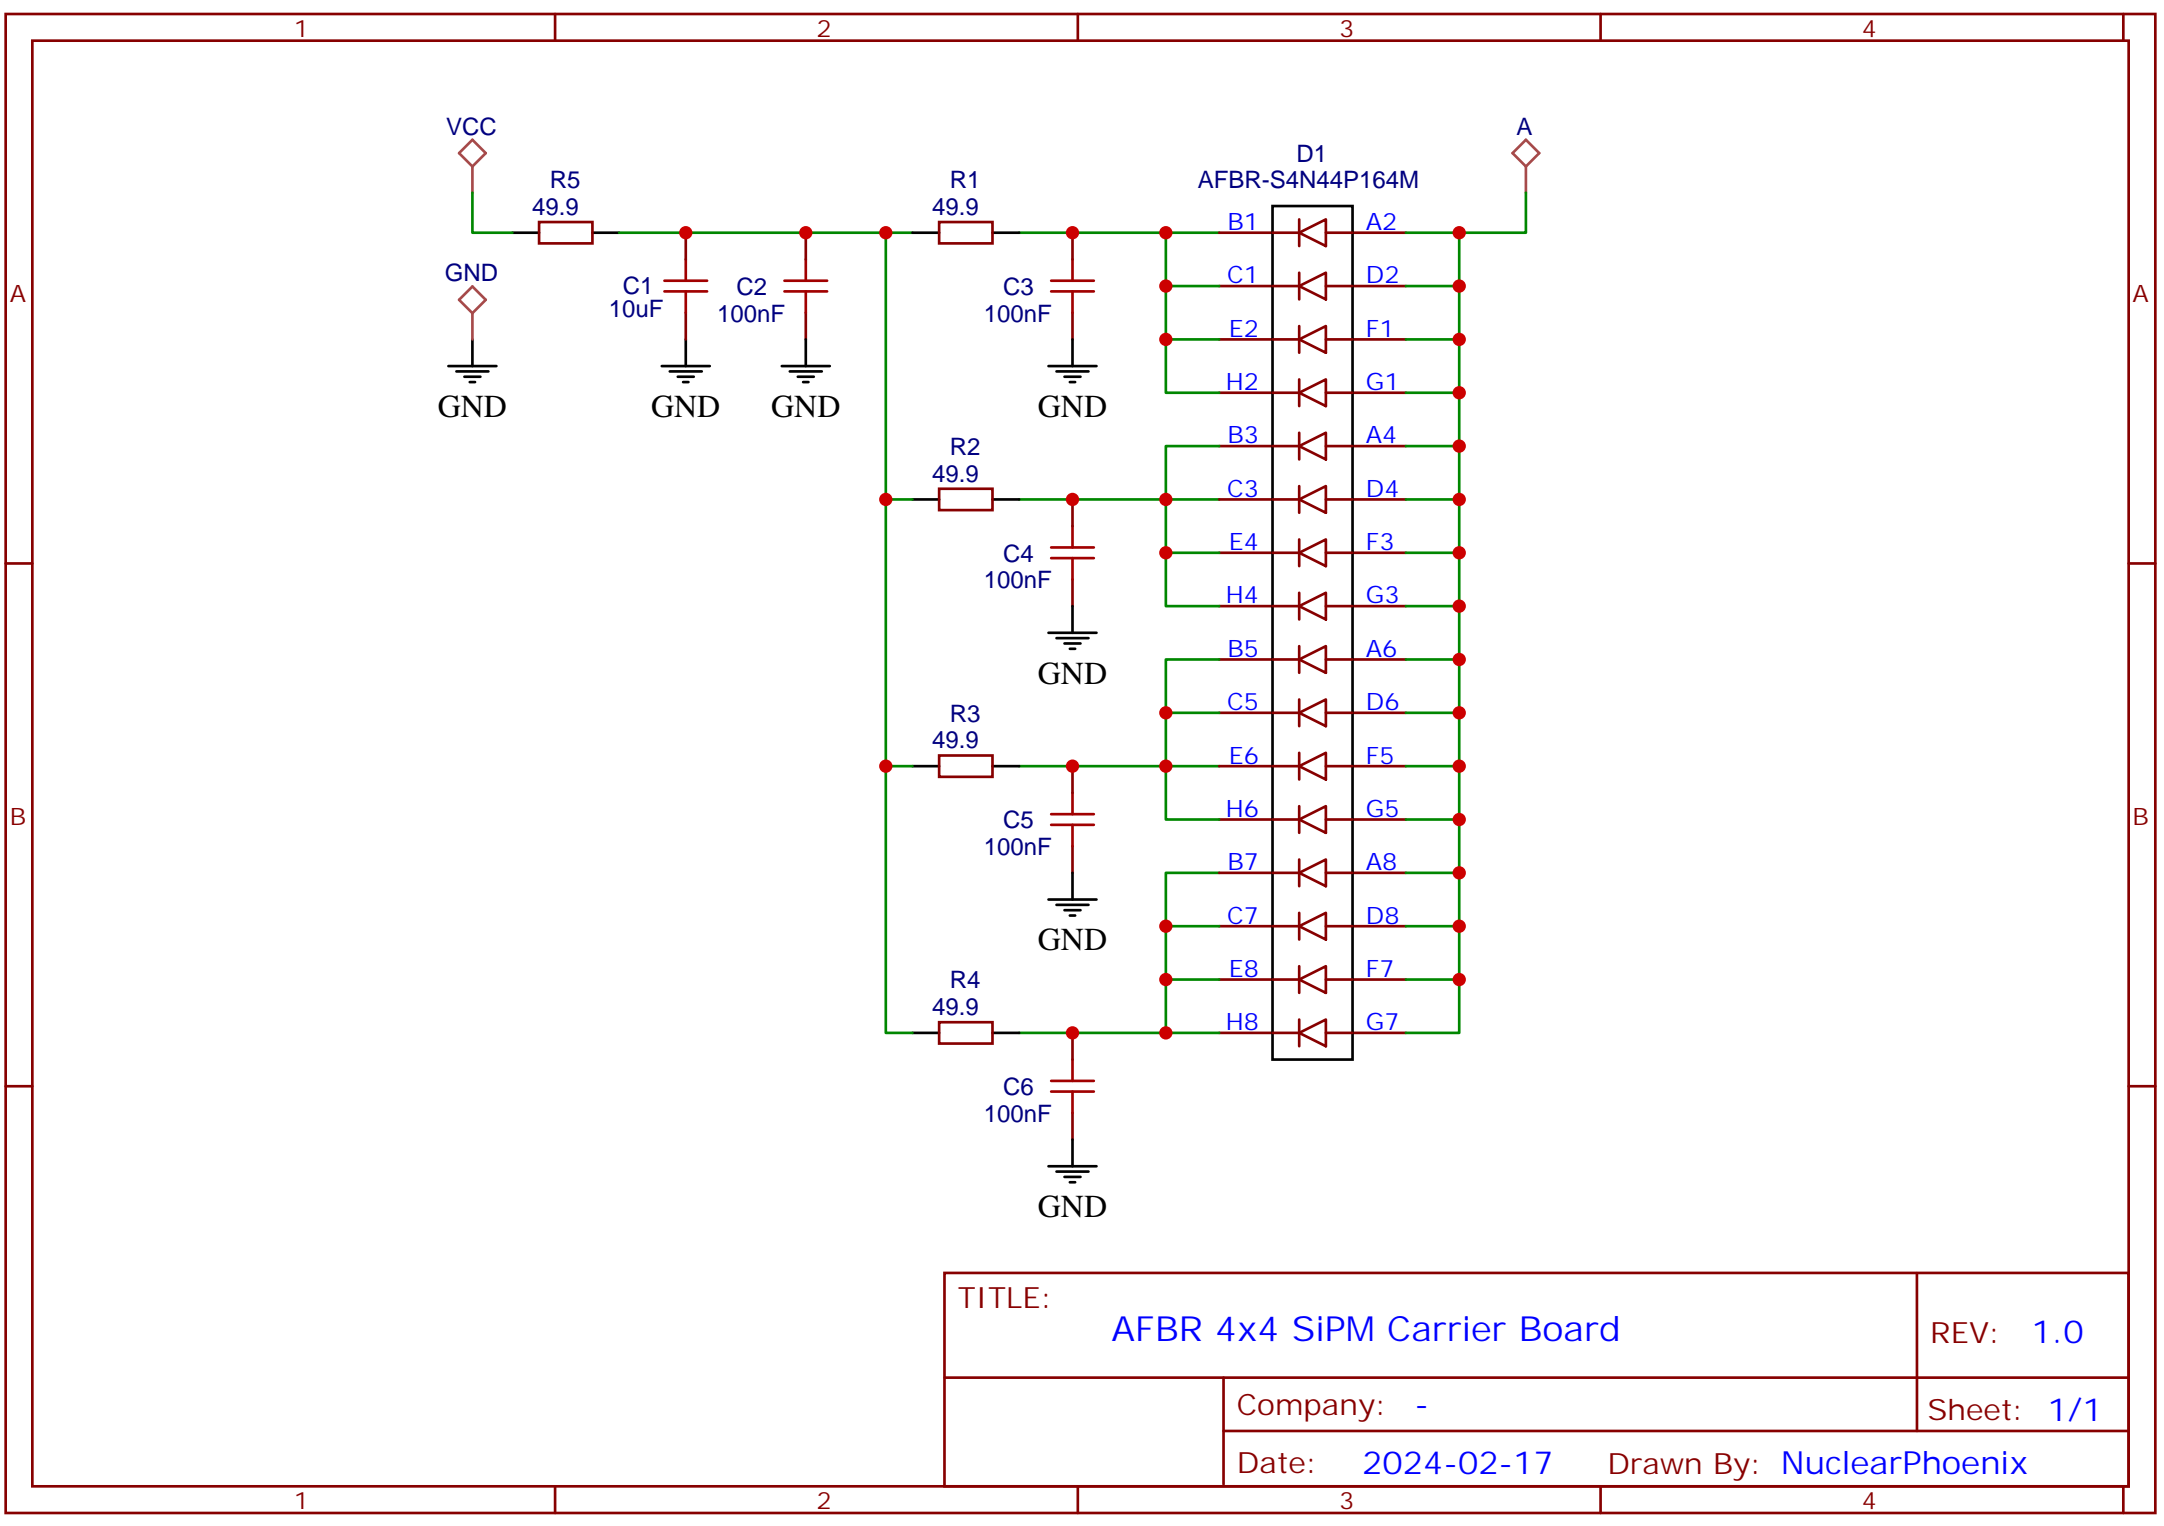 1 2 3 4
VCC
A
D1
AFBR-S4N44P164M
R5
49.9
R1
49.9
B1 A2
GND
C1
10uF
C2
100nF
C3
100nF
C1 D2
A A
E2 F1
H2 G1
GND GND GND GND
B3 A4
R2
49.9
C3 D4
C4
100nF
E4 F3
H4 G3
GND
B5 A6
R3
49.9
C5 D6
E6 F5
C5
100nF
H6 G5
B B
B7 A8
C7 D8
GND
R4
49.9
E8 F7
H8 G7
C6
100nF
GND
TITLE:
AFBR 4x4 SiPM Carrier Board
REV: 1.0
Company: -
Sheet: 1/1
Date: 2024-02-17 Drawn By: NuclearPhoenix
1 2 3 4